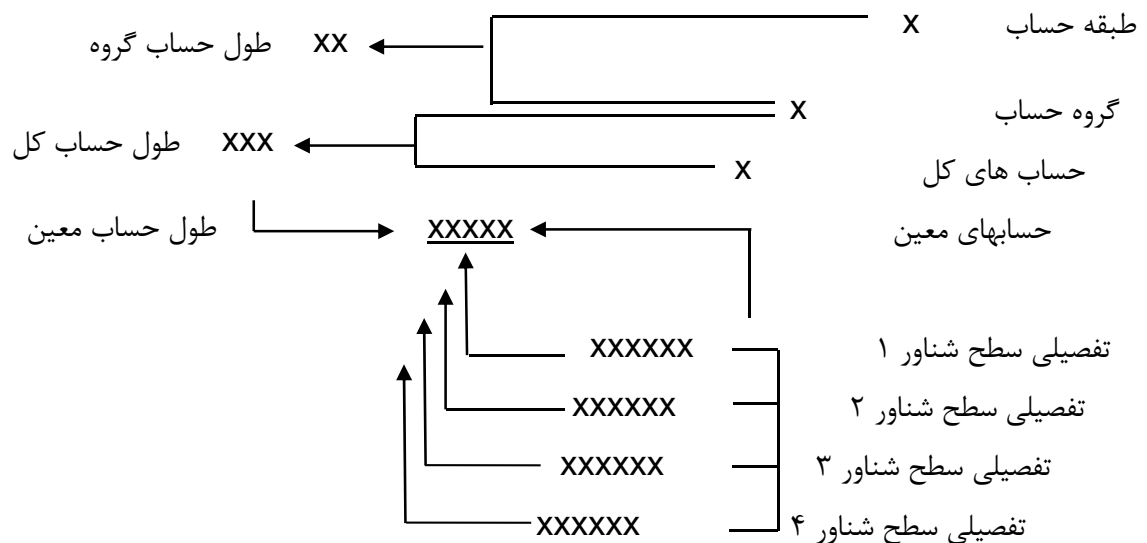 طبقه حساب X
طول حساب گروه XX
گروه حساب X
طول حساب کل XXX
حساب های کل X
حسابهای معین XXXXX طول حساب معین
تفصیلی سطح شناور ۱ XXXXXX
تفصیلی سطح شناور ۲ XXXXXX
تفصیلی سطح شناور ۳ XXXXXX
تفصیلی سطح شناور ۴ XXXXXX